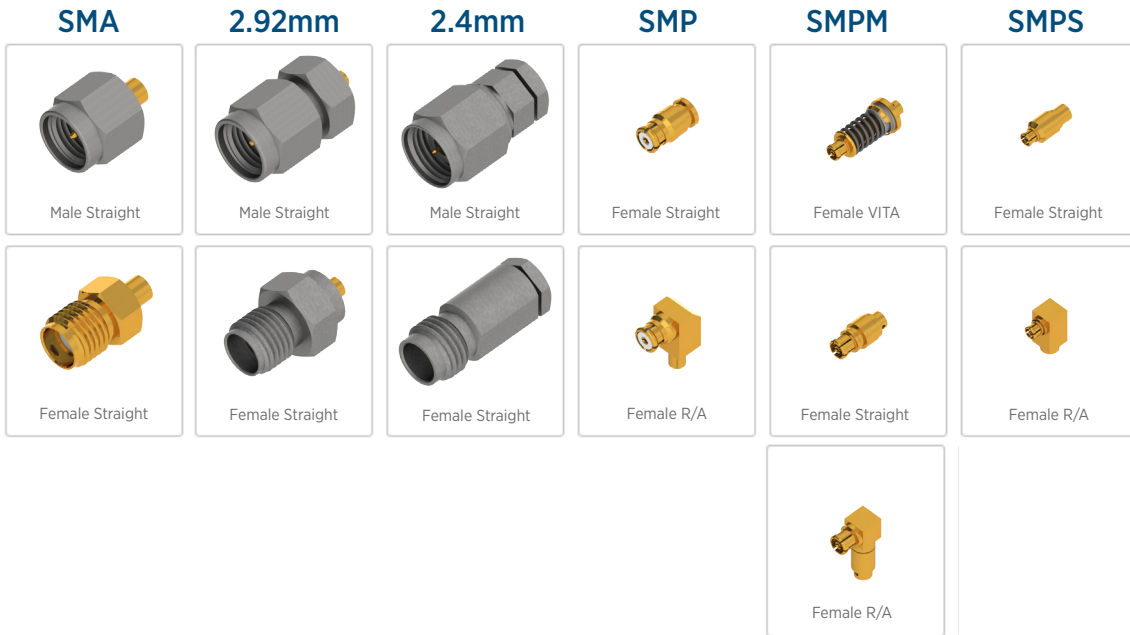 SMA
2.92mm
2.4mm
SMP
SMPM
SMPS
Male Straight
Male Straight
Male Straight
Female Straight
Female VITA
Female Straight
Female Straight
Female Straight
Female Straight
Female R/A
Female Straight
Female R/A
Female R/A